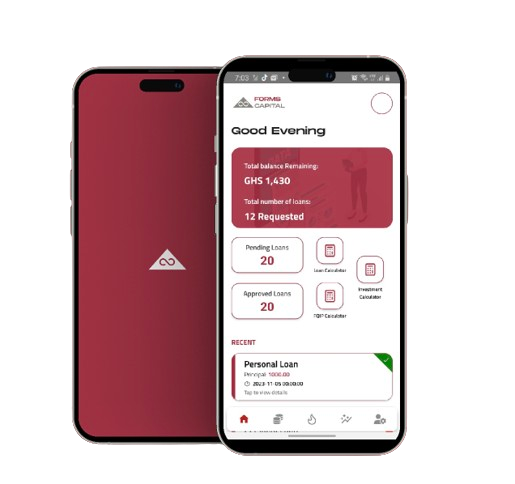 7:03
FORMS
CAPITAL
Good Evening
Total balance Remaining:
GHS 1,430
Total number of loans:
12 Requested
Pending Loans
20
Loan Calculator
Investment
Calculator
Approved Loans
20
Calculator
RECENT
Personal Loan
Principal: 1000.00
2023-11-05 00:00:00
Tap to view details